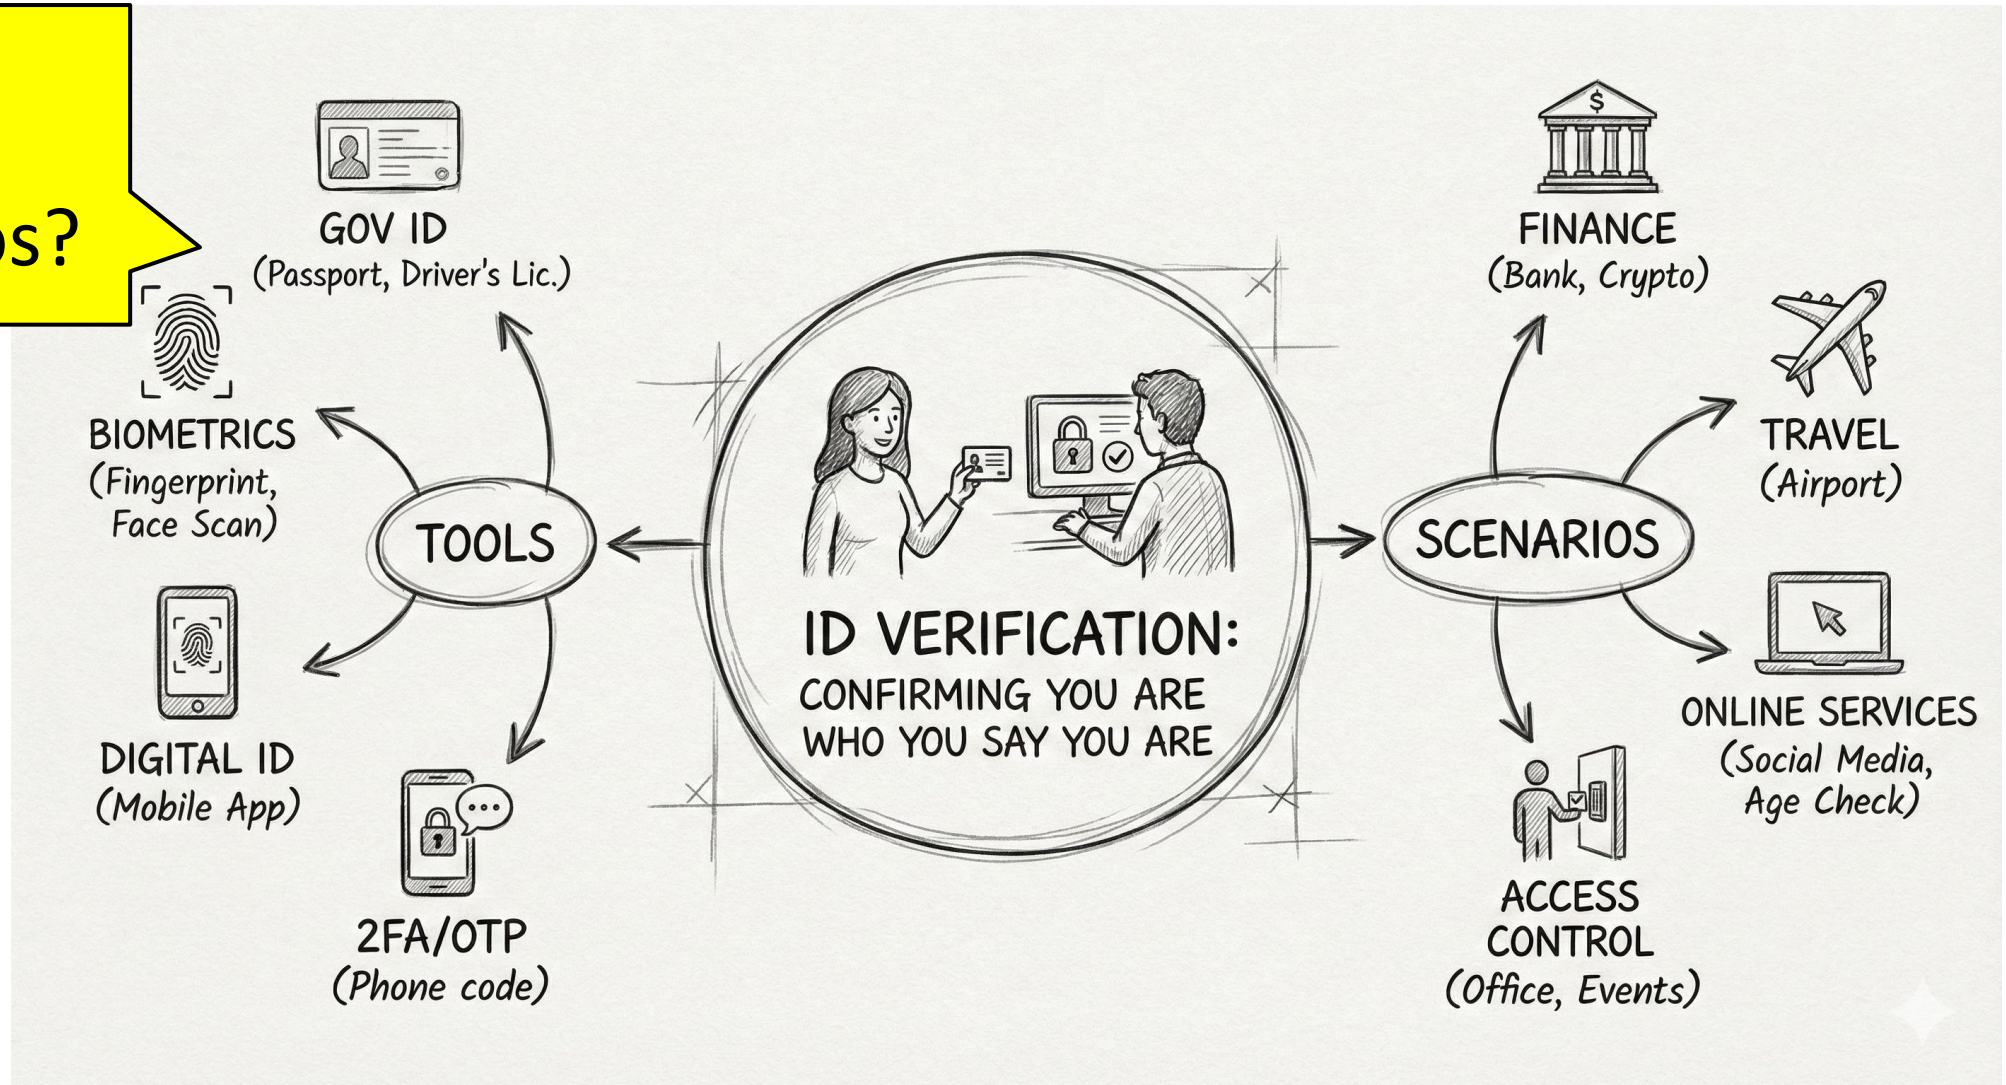 GOV ID
(Passport, Driver's Lic.)
BIOMETRICS
(Fingerprint,
Face Scan)
TOOLS
DIGITAL ID
(Mobile App)
2FA/OTP
(Phone code)
ID VERIFICATION:
CONFIRMING YOU ARE
WHO YOU SAY YOU ARE
SCENARIOS
$
FINANCE
(Bank, Crypto)
TRAVEL
(Airport)
ONLINE SERVICES
(Social Media,
Age Check)
ACCESS
CONTROL
(Office, Events)